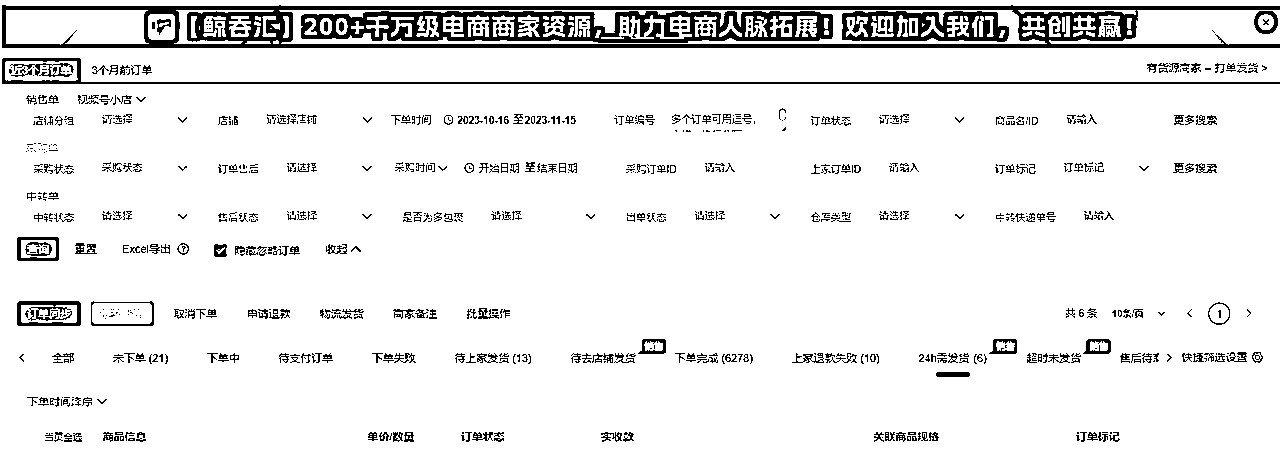 [鲸吞汇] 200+千万级电商商家资源，助力电商人脉拓展！欢迎加入我们，共创共赢！
近3个月订单 3个月前订单 有货源商家 - 打单发货 >
销售单 视频号小店
店铺分组 请选择 店铺 请选择店铺 下单时间 2023-10-16 至2023-11-15 订单编号 多个订单可用逗号, 订单状态 请选择 商品名/ID 请输入 更多搜索
采购单
采购状态 采购状态 订单售后 请选择 采购时间 开始日期 至结束日期 采购订单ID 请输入 上家订单ID 请输入 订单标记 订单标记 更多搜索
中转单
中转状态 请选择 售后状态 请选择 是否为多包裹 请选择 出单状态 请选择 仓库类型 请选择 中转快递单号 请输入
查询 重置 Excel导出 隐藏忽略订单 收起
订单同步 取消下单 申请退款 物流发货 商家备注 批量操作 共 6 条 10条/页 < 1 >
< 全部 未下单 (21) 下单中 待支付订单 下单失败 待上家发货 (13) 待去店铺发货 销售 下单完成 (6278) 上家退款失败 (10) 24h需发货 (6) 销售 超时未发货 销售 售后待 > 快捷筛选设置
下单时间降序
当页全选 商品信息 单价/数量 订单状态 实收款 关联商品规格 订单标记